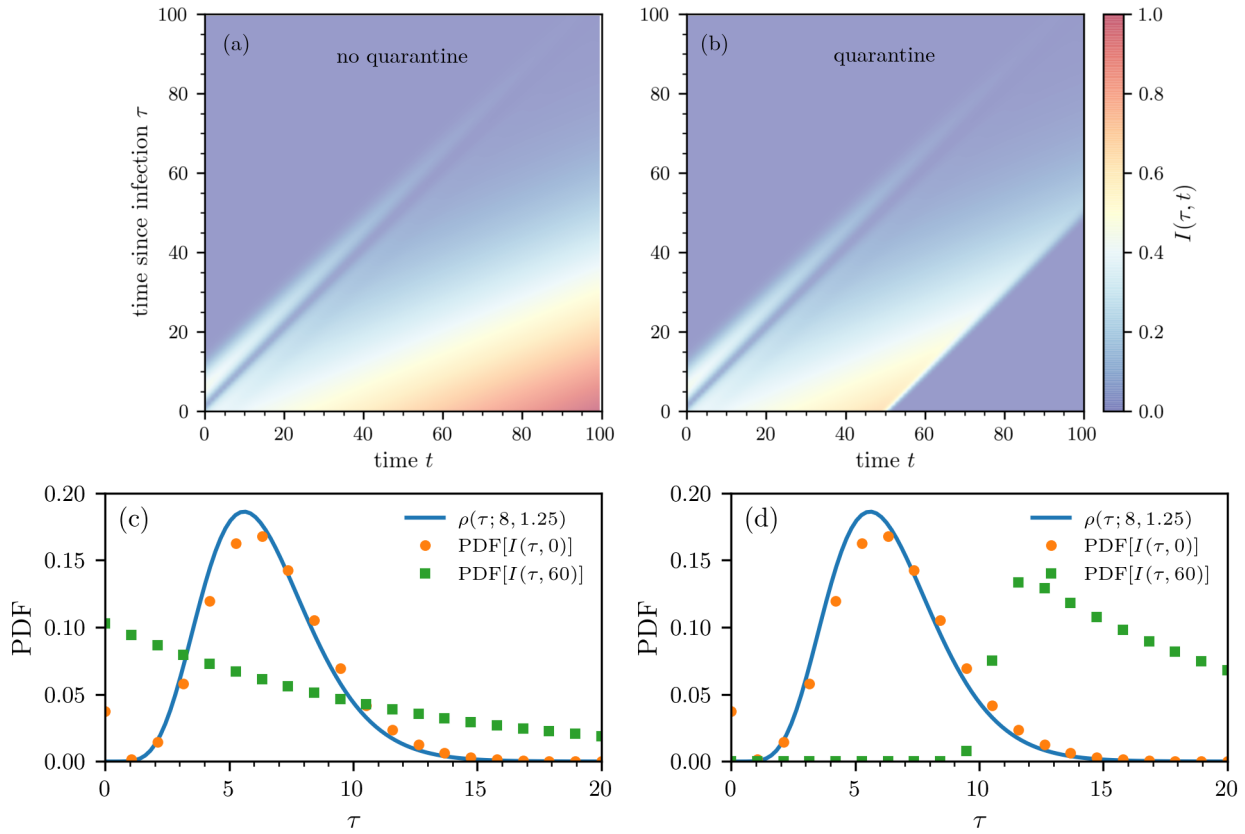 (a)
no quarantine
100
80
60
40
20
0
time since infection τ
0 20 40 60 80 100
time t
(b)
quarantine
100
80
60
40
20
0
0 20 40 60 80 100
time t
1.0
0.8
0.6
0.4
0.2
0.0
I(τ, t)
(c)
ρ(τ; 8, 1.25)
PDF[I(τ, 0)]
PDF[I(τ, 60)]
0.20
0.15
0.10
0.05
0.00
PDF
0 5 10 15 20
τ
(d)
ρ(τ; 8, 1.25)
PDF[I(τ, 0)]
PDF[I(τ, 60)]
0.20
0.15
0.10
0.05
0.00
PDF
0 5 10 15 20
τ